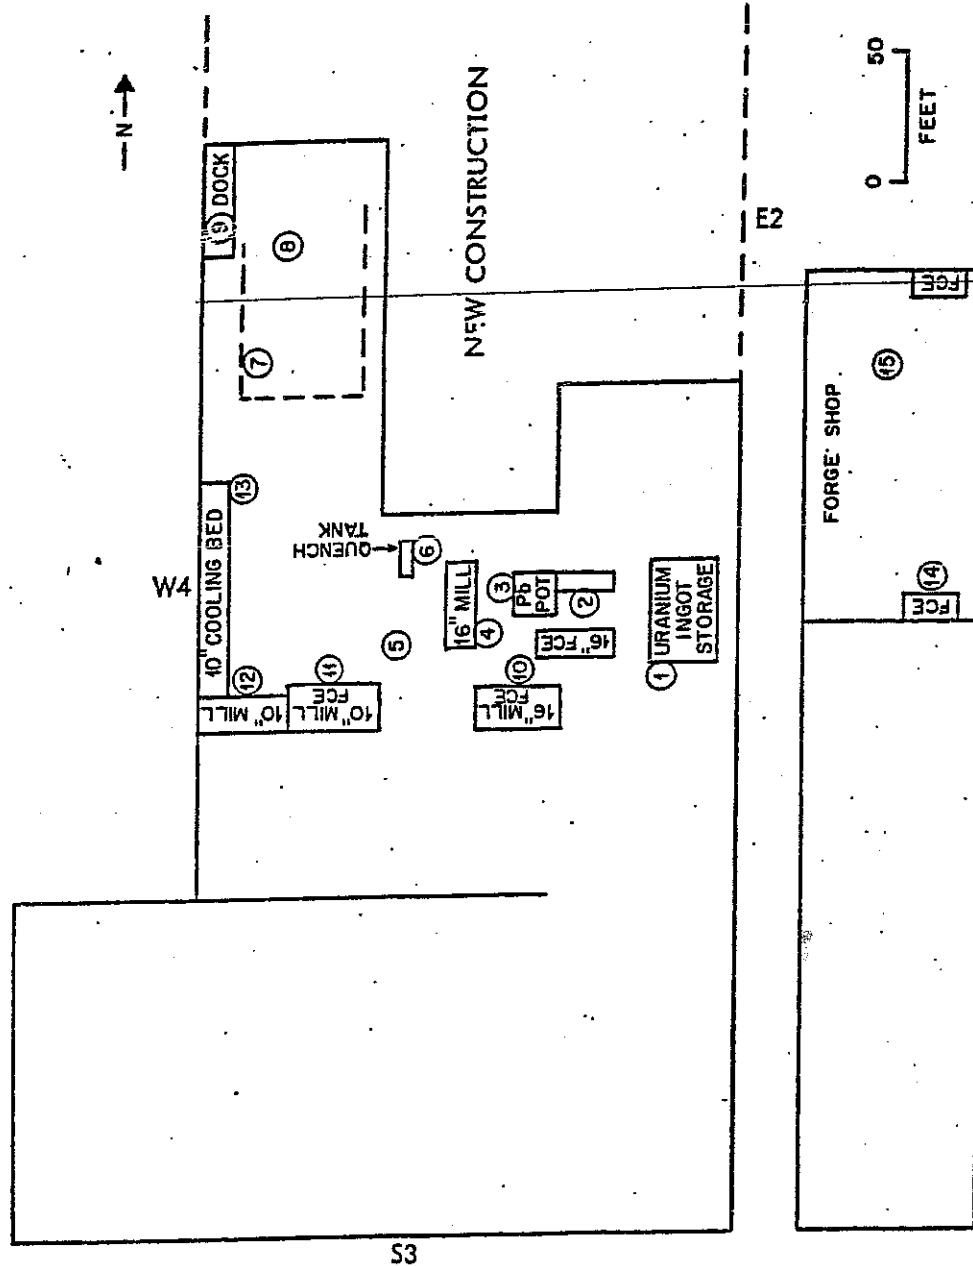 N
9 DOCK
8
7
NEW CONSTRUCTION
0 50
FEET
E2
FCE
15
FORGE SHOP
14
FCE
W4
10" COOLING BED
13
QUENCH
TANK
6
16" MILL
5
4
3
Pb
POT
2
16" FCE
URANIUM
INGOT
STORAGE
1
12
10" MILL
11
10" MILL
FCE
10
16" MILL
FCE
S3